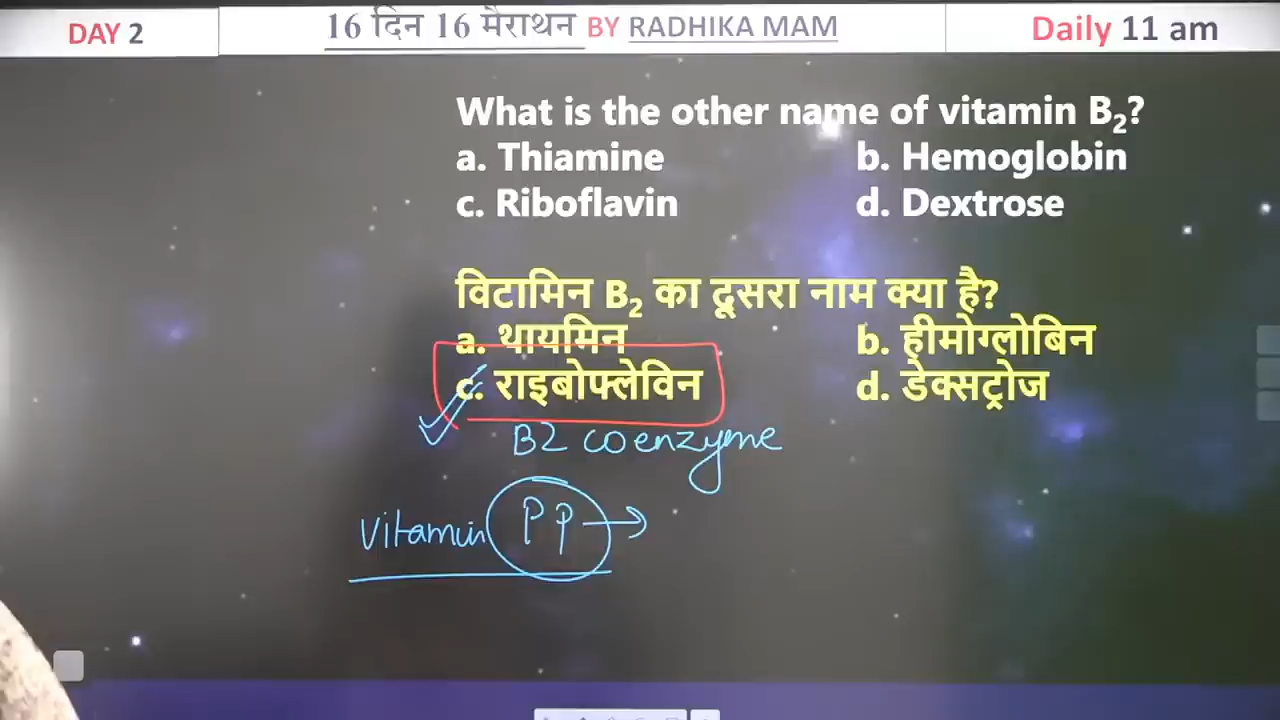 DAY 2
16 दिन 16 मैराथन BY RADHIKA MAM
Daily 11 am
What is the other name of vitamin B₂?
a. Thiamine b. Hemoglobin
c. Riboflavin d. Dextrose
विटामिन B₂ का दूसरा नाम क्या है?
a. थायमिन b. हीमोग्लोबिन
c. राइबोफ्लेविन d. डेक्सट्रोज
B2 coenzyme
Vitamin PP →